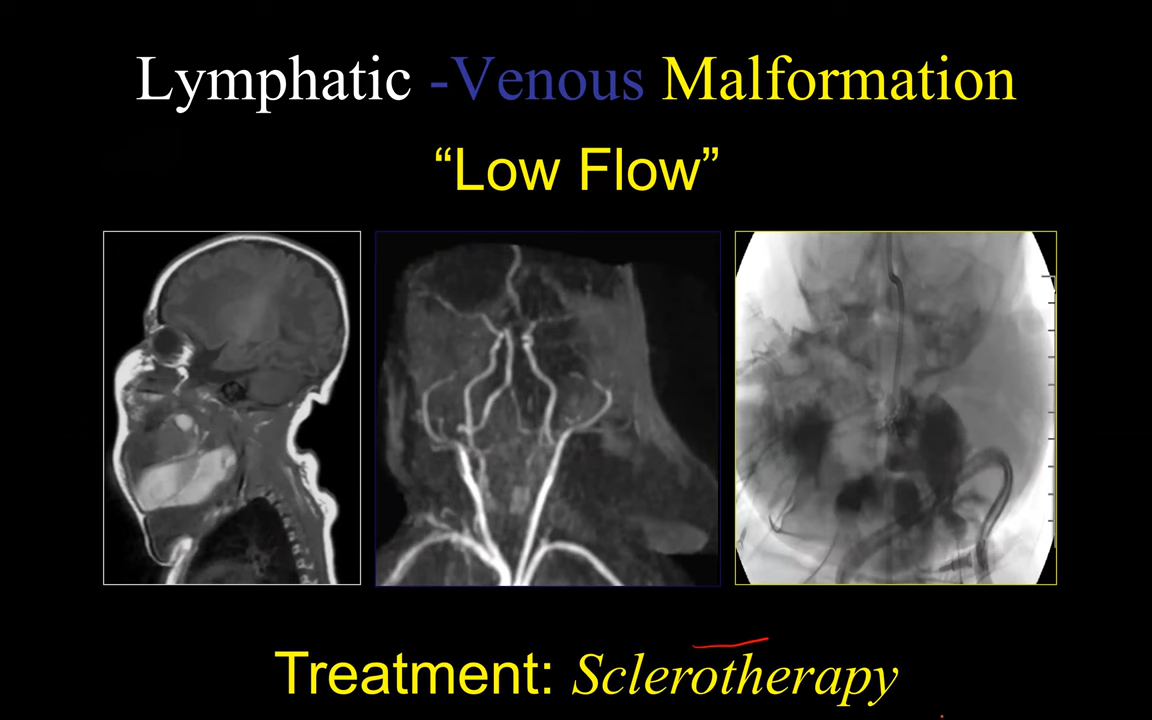 Lymphatic -Venous Malformation
“Low Flow”
Treatment: Sclerotherapy